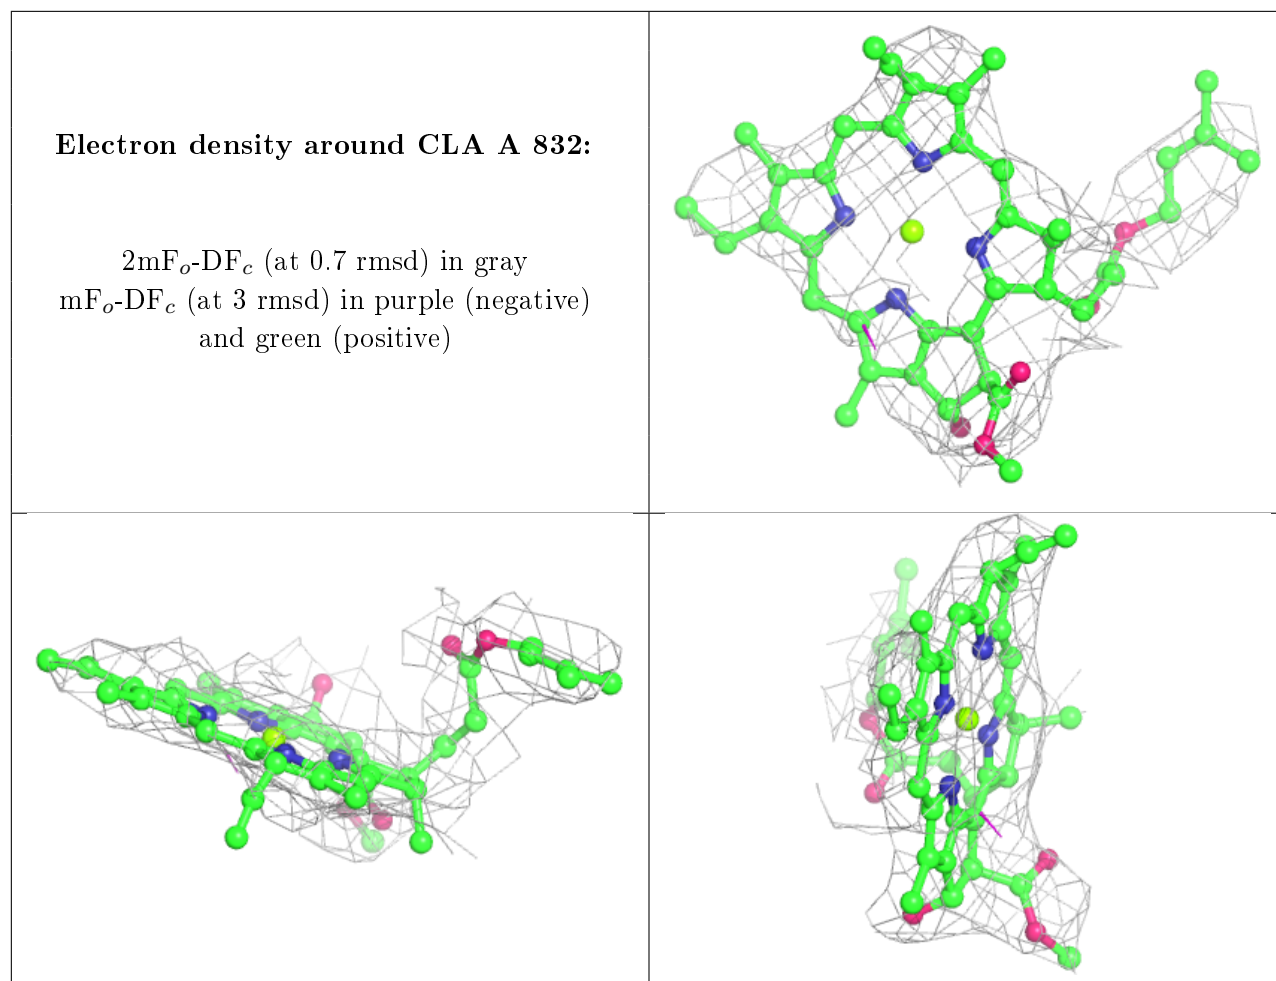 Electron density around CLA A 832:
2mFo-DFc (at 0.7 rmsd) in gray
mFo-DFc (at 3 rmsd) in purple (negative)
and green (positive)